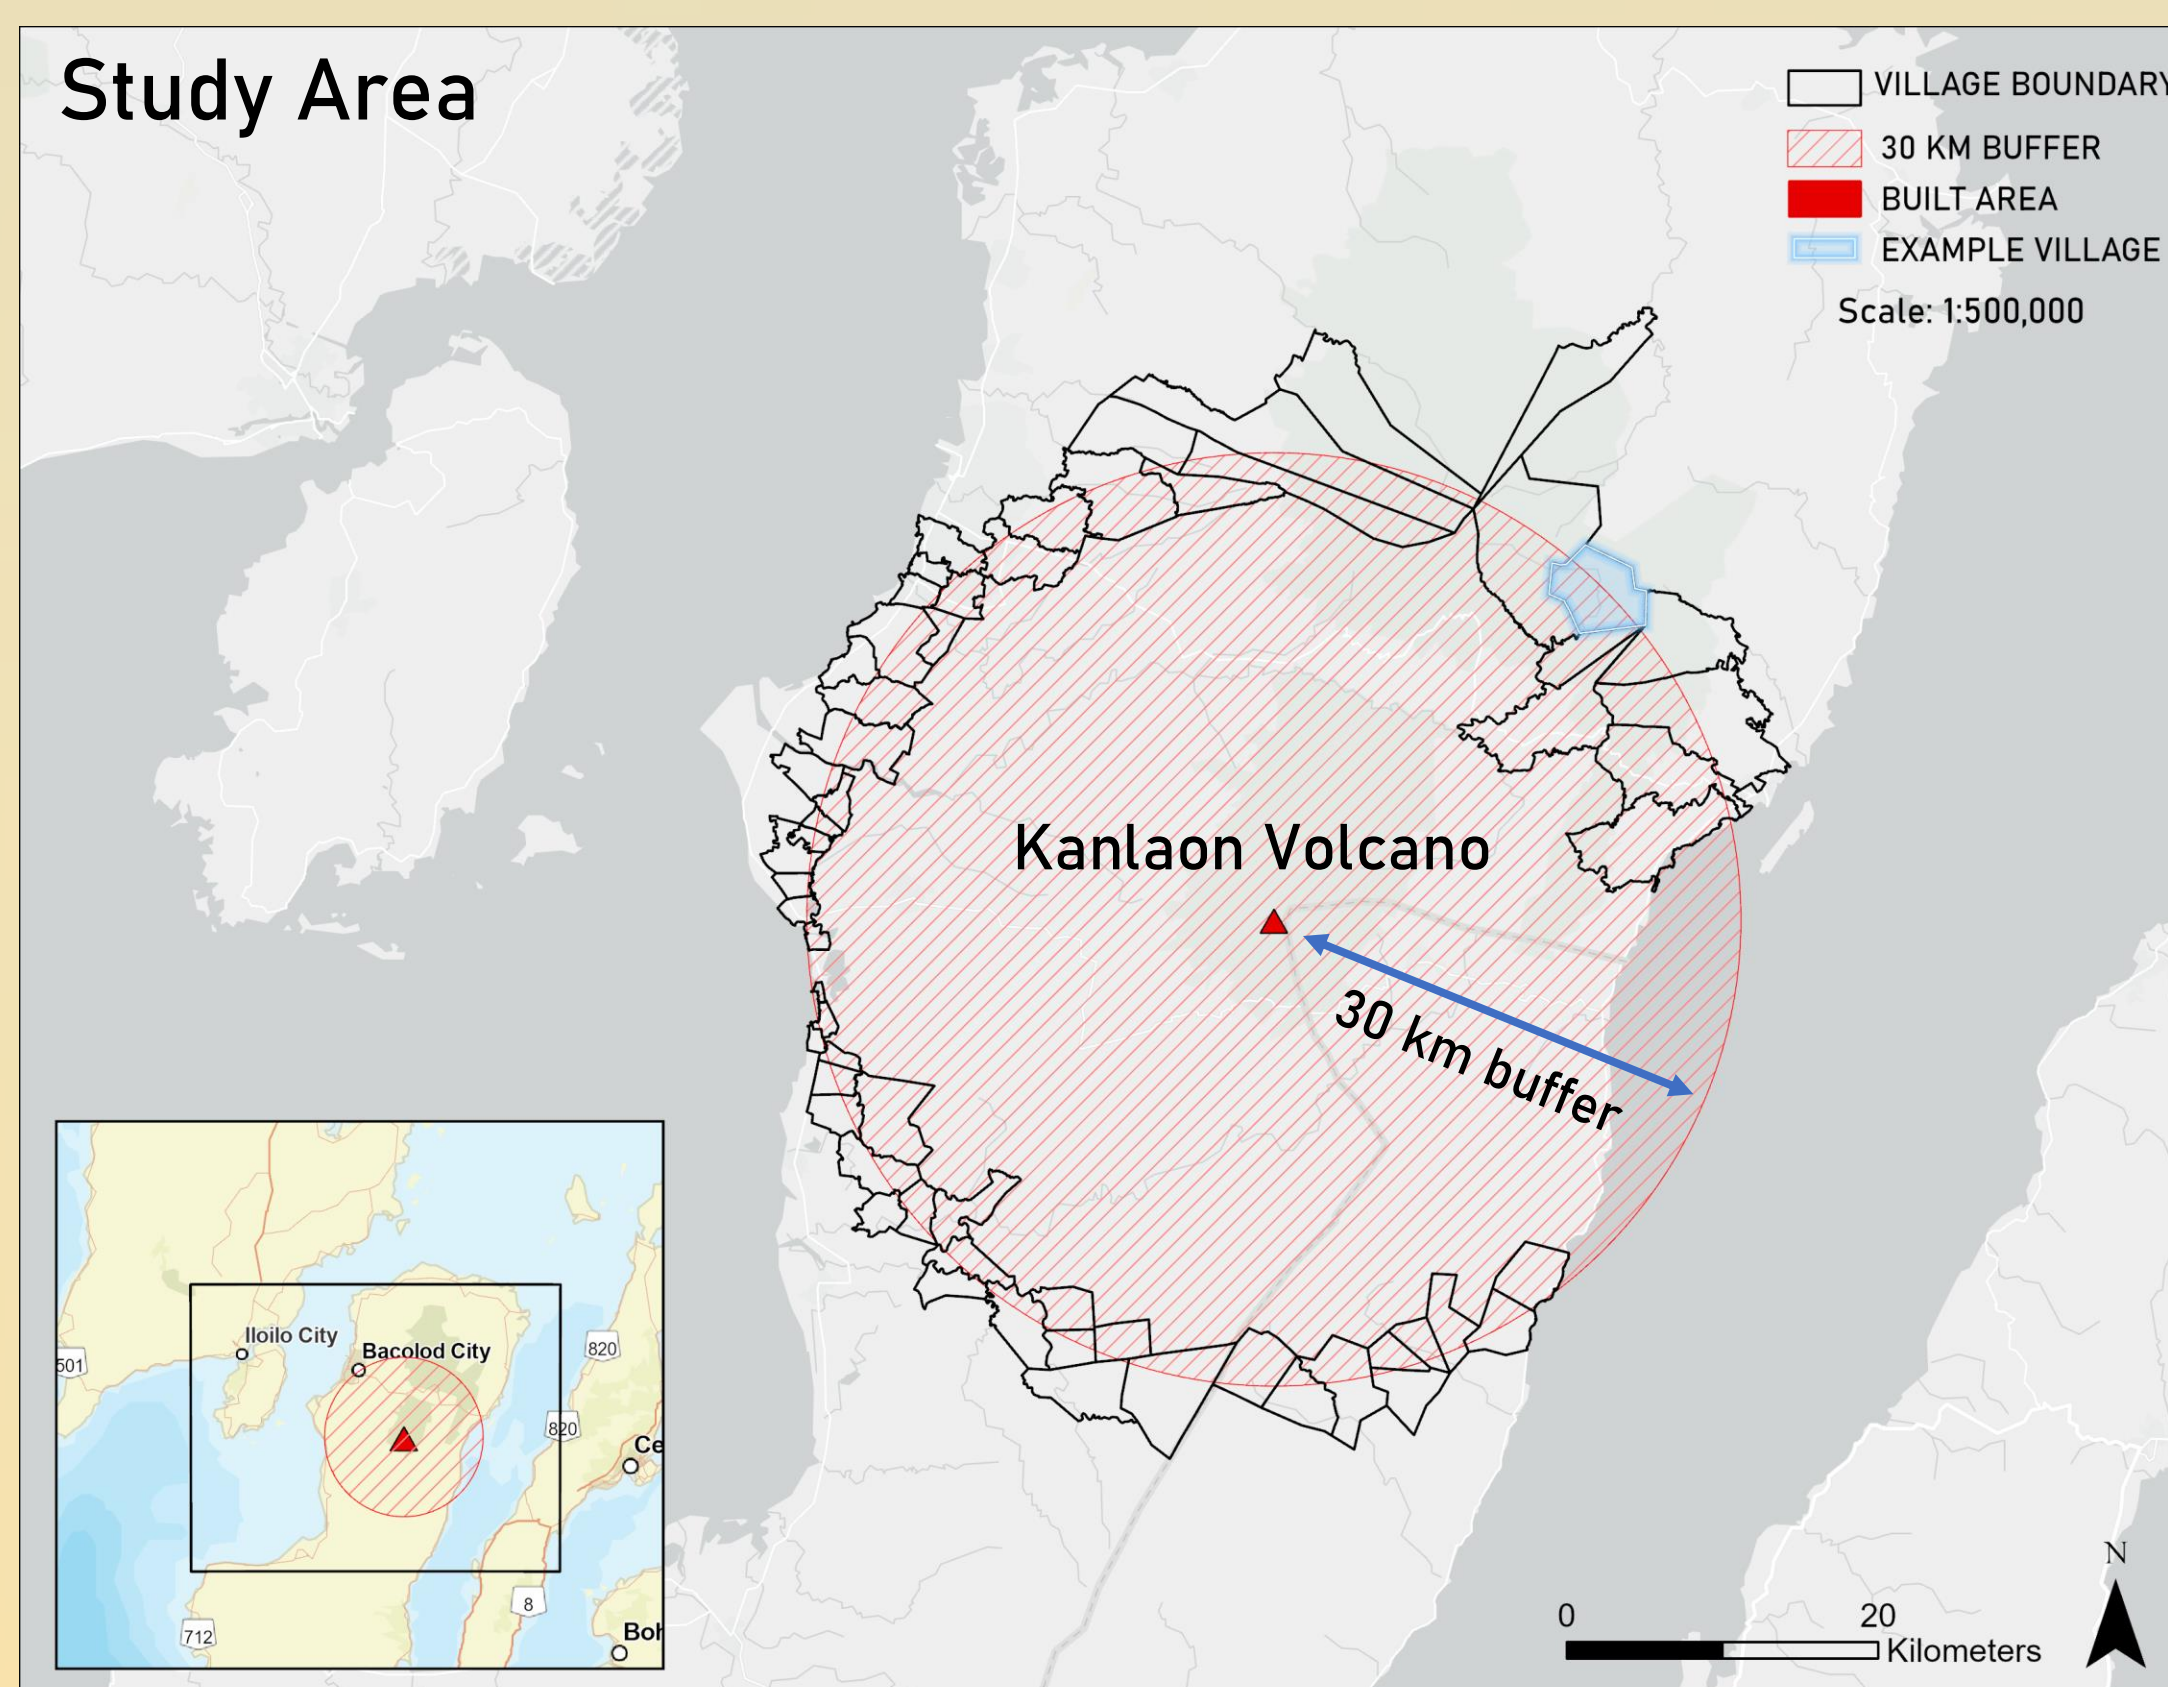 Study Area
VILLAGE BOUNDARY
30 KM BUFFER
BUILT AREA
EXAMPLE VILLAGE
Scale: 1:500,000
Kanlaon Volcano
30 km buffer
Iloilo City
Bacolod City
501
820
820
Ce
8
712
Boh
0 20
Kilometers
N